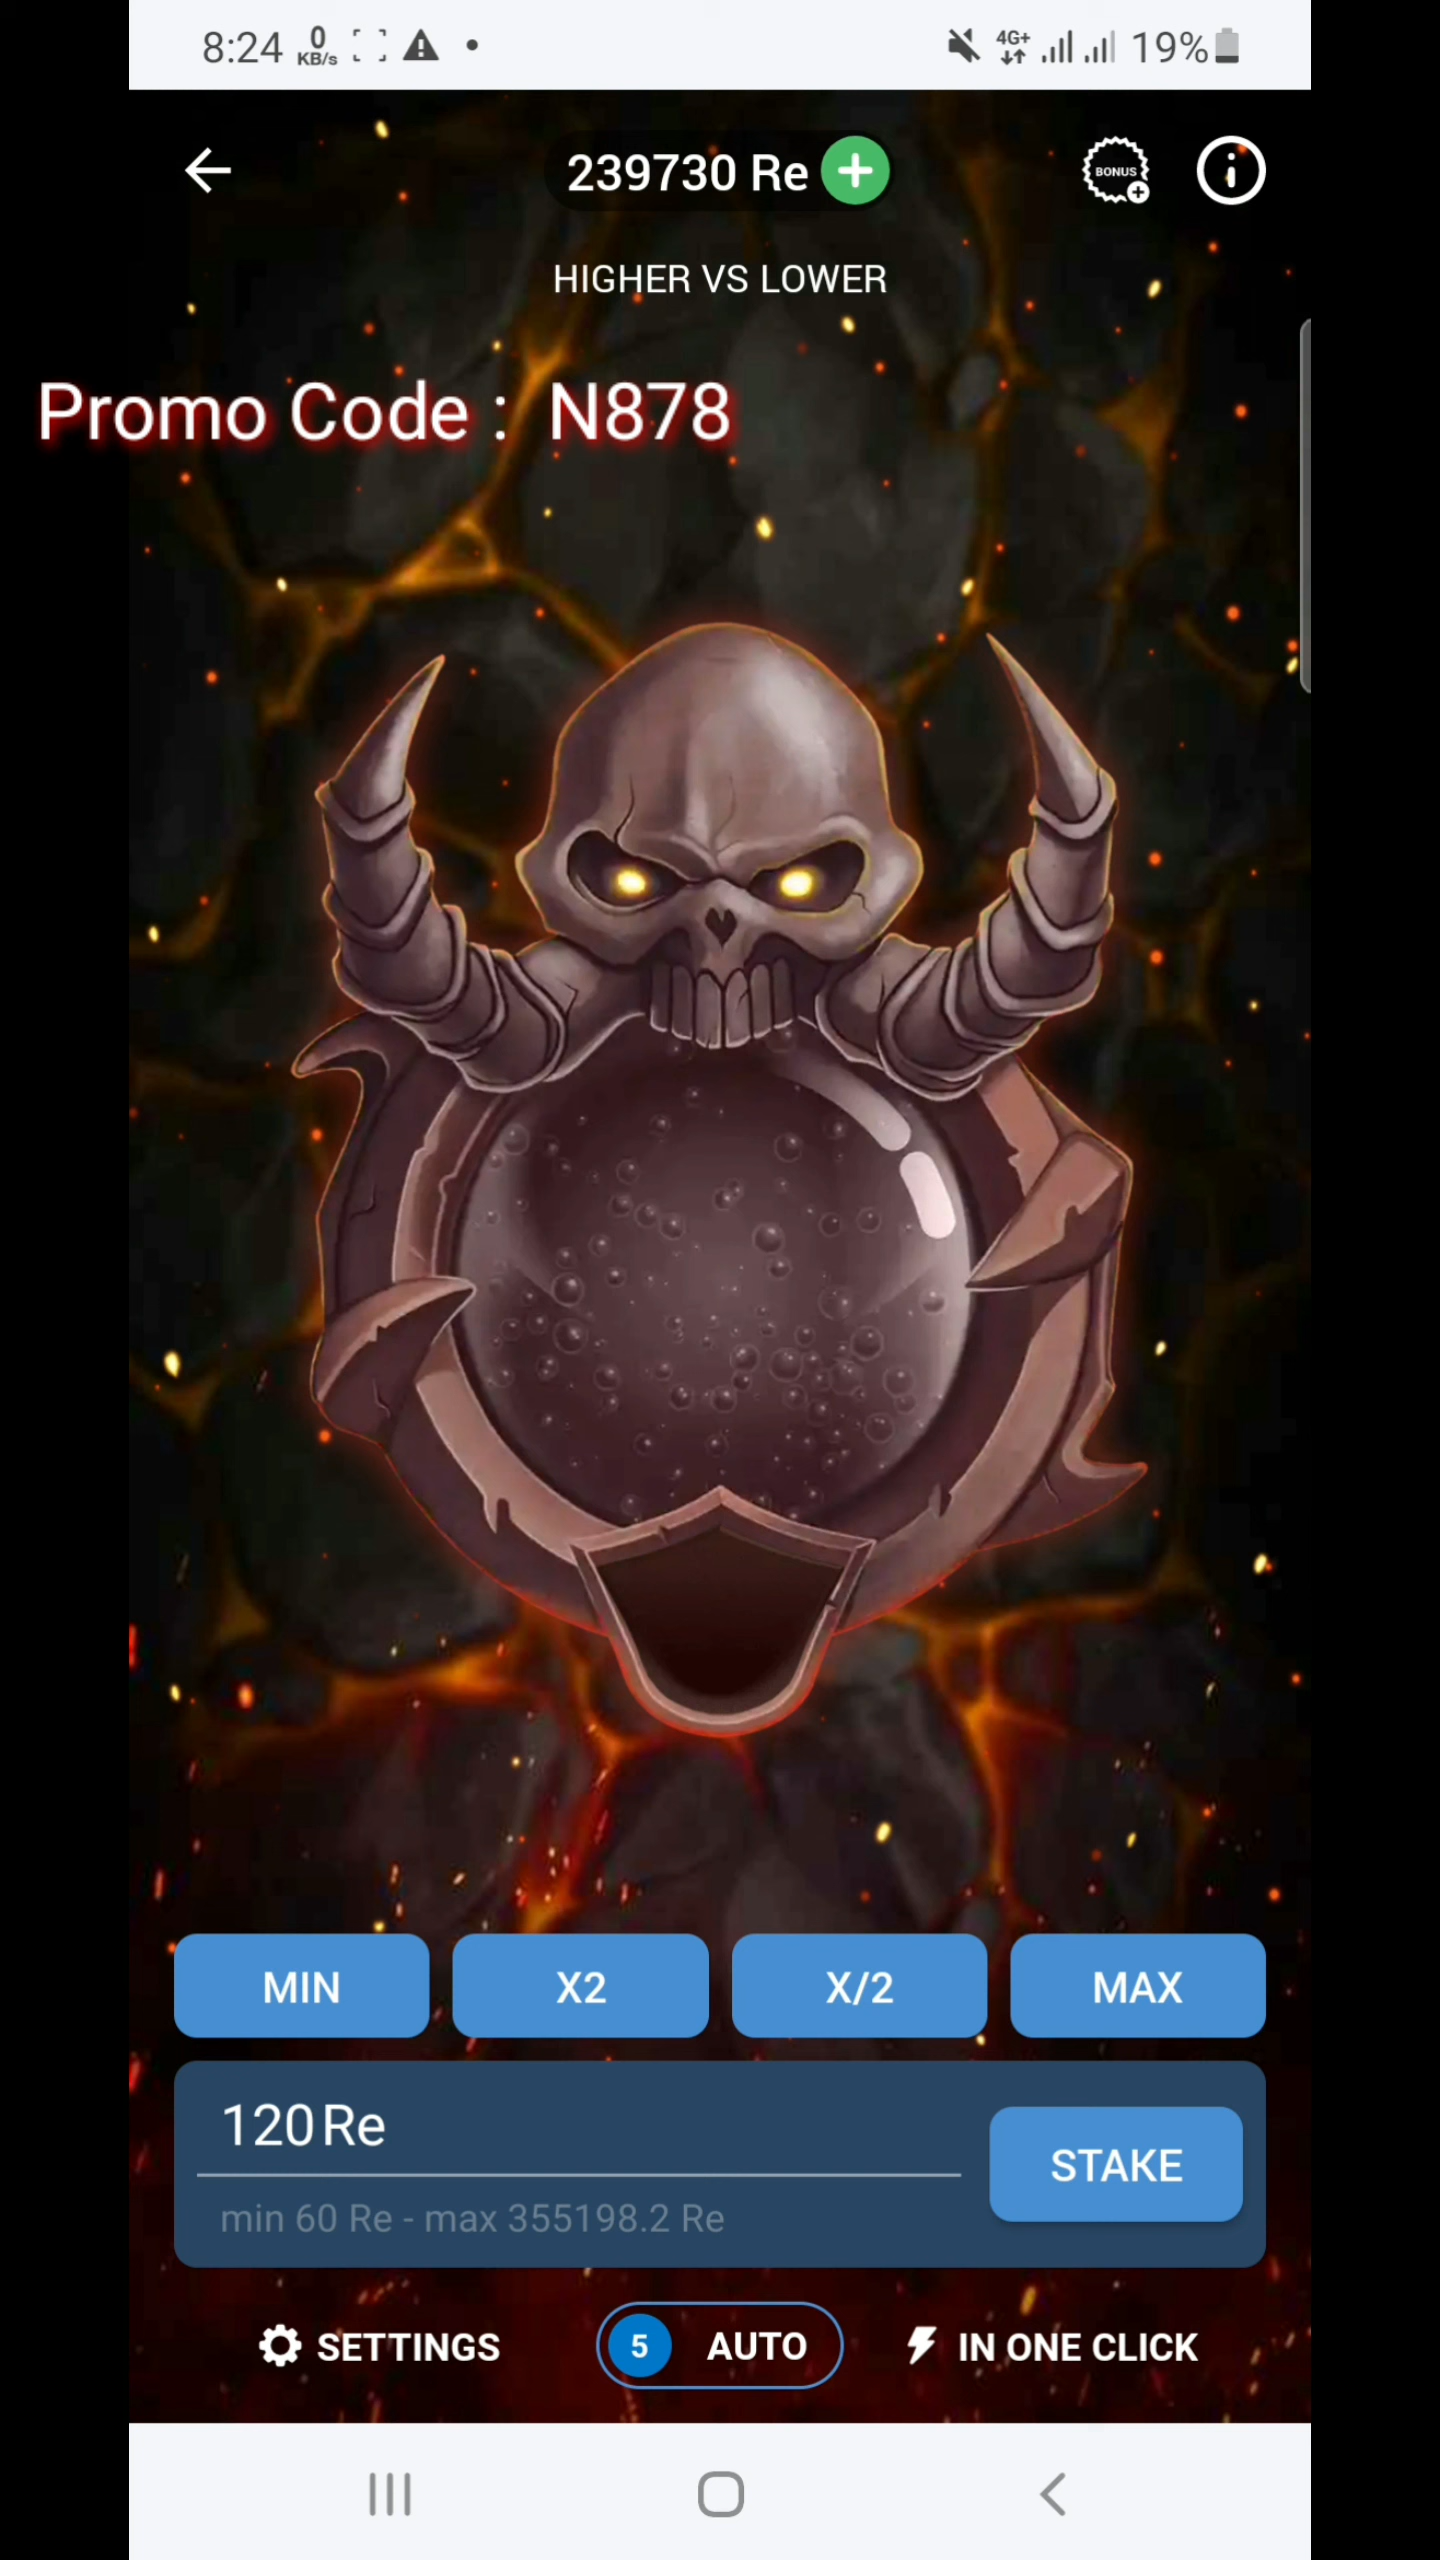 8:24 0 KB/s 4G+ 19%
239730 Re BONUS
HIGHER VS LOWER
Promo Code : N878
MIN X2 X/2 MAX
120 Re
STAKE
min 60 Re - max 355198.2 Re
SETTINGS 5 AUTO IN ONE CLICK